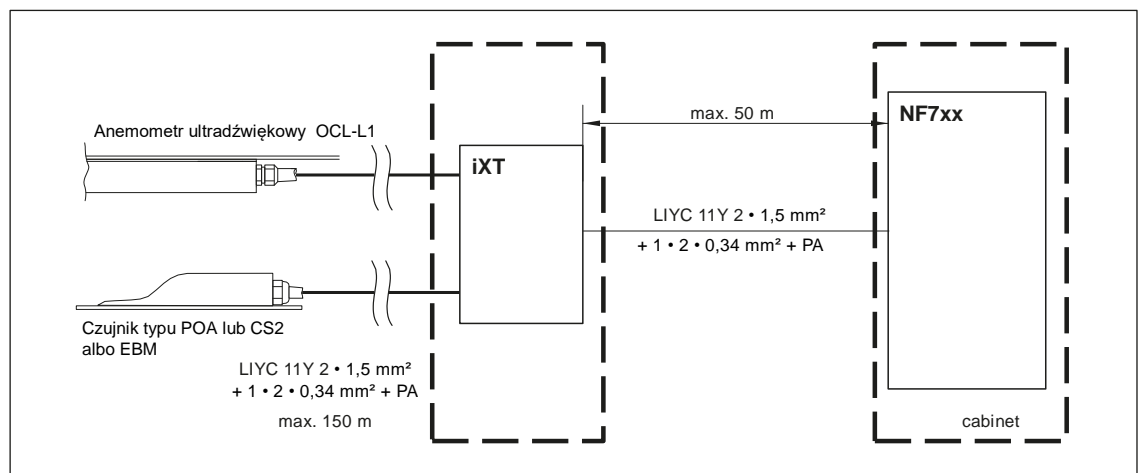 Anemometr ultradźwiękowy OCL-L1
iXT
max. 50 m
NF7xx
LIYC 11Y 2 • 1,5 mm²
+ 1 • 2 • 0,34 mm² + PA
Czujnik typu POA lub CS2
albo EBM
LIYC 11Y 2 • 1,5 mm²
+ 1 • 2 • 0,34 mm² + PA
max. 150 m
cabinet